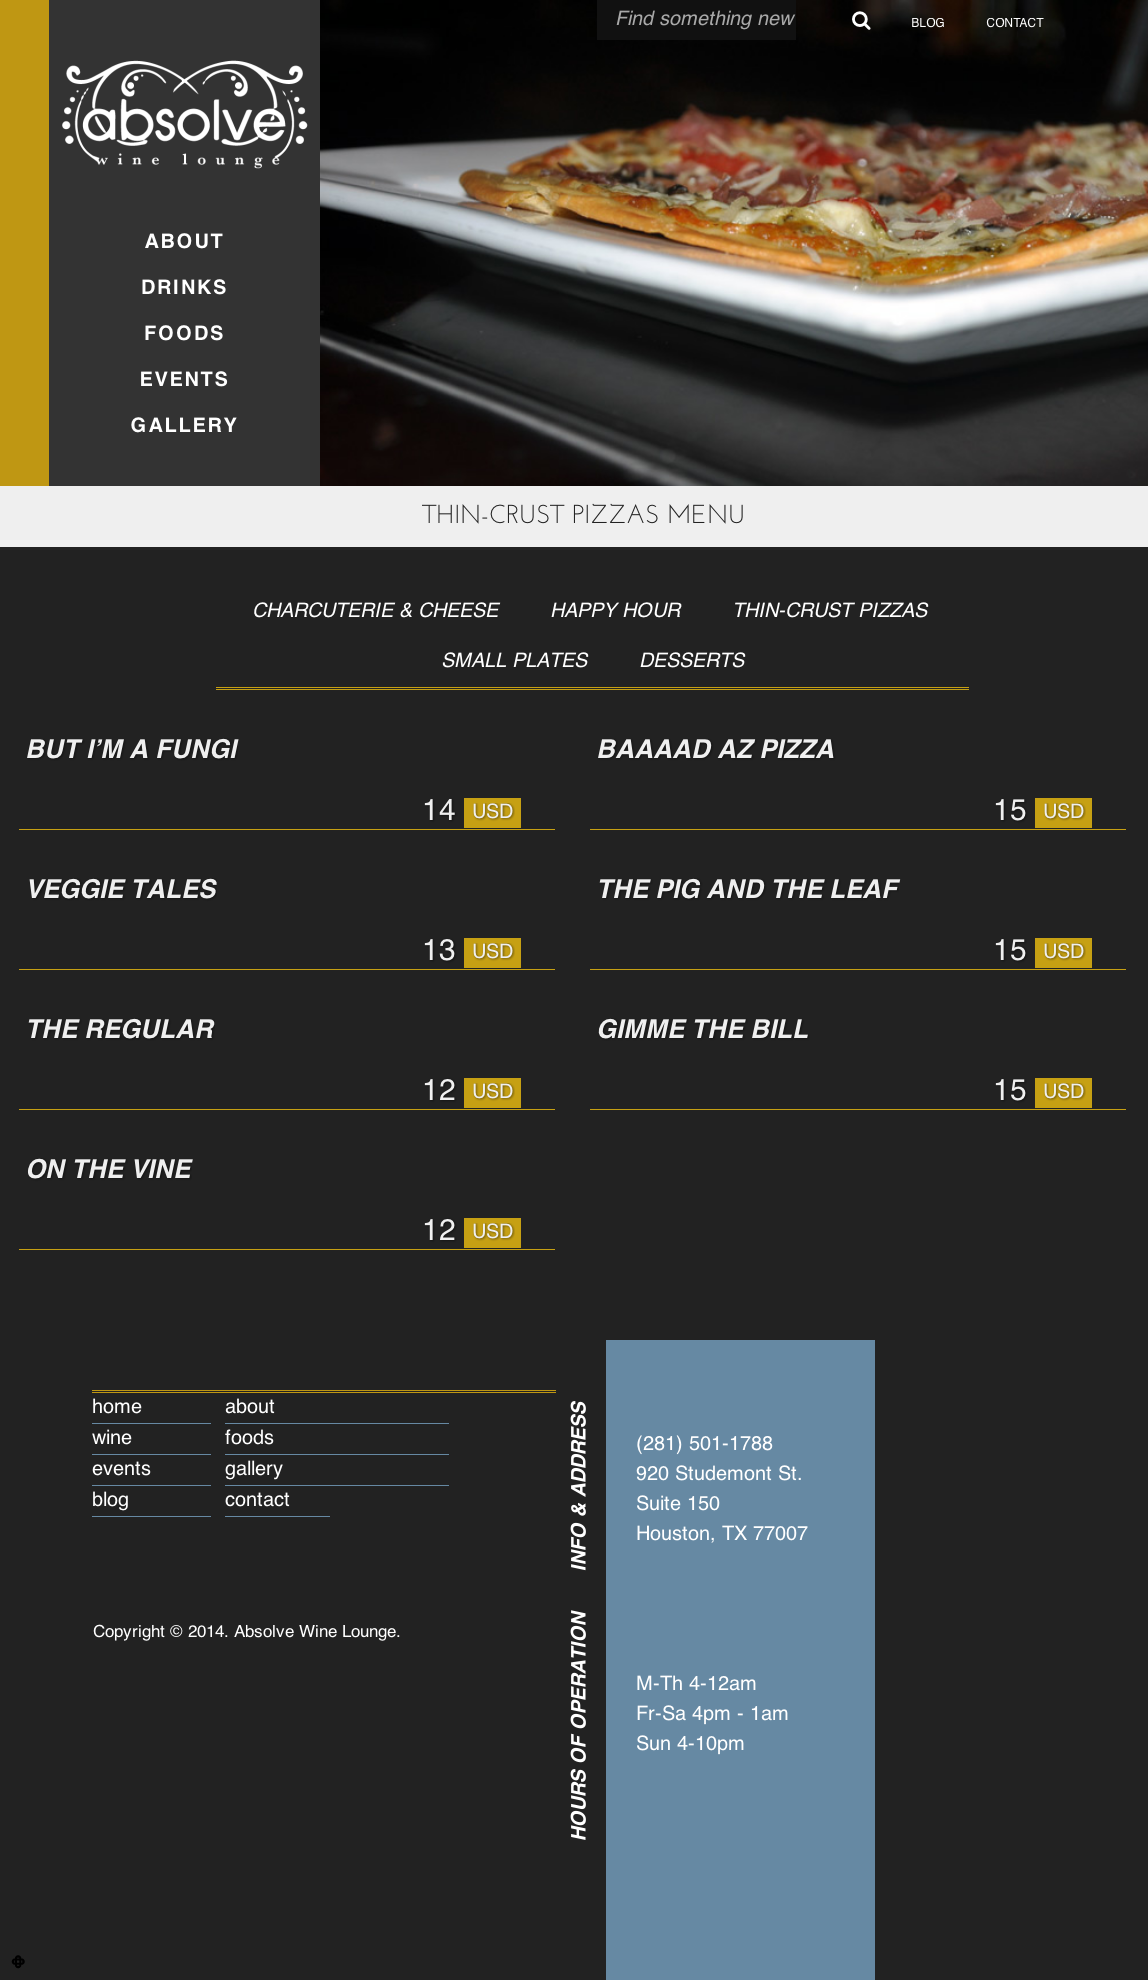 Find something new
BLOG
CONTACT
absolve
wine lounge
ABOUT
DRINKS
FOODS
EVENTS
GALLERY
THIN-CRUST PIZZAS MENU
CHARCUTERIE & CHEESE HAPPY HOUR THIN-CRUST PIZZAS
SMALL PLATES DESSERTS
BUT I’M A FUNGI
14 USD
BAAAAD AZ PIZZA
15 USD
VEGGIE TALES
13 USD
THE PIG AND THE LEAF
15 USD
THE REGULAR
12 USD
GIMME THE BILL
15 USD
ON THE VINE
12 USD
home about
wine foods
events gallery
blog contact
Copyright © 2014. Absolve Wine Lounge.
INFO & ADDRESS
(281) 501-1788
920 Studemont St.
Suite 150
Houston, TX 77007
HOURS OF OPERATION
M-Th 4-12am
Fr-Sa 4pm - 1am
Sun 4-10pm